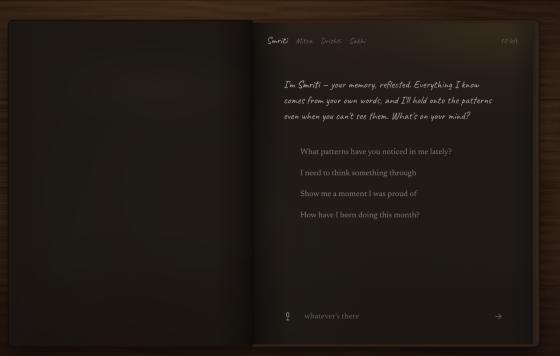 Smriti Mitra Drishti Sakhi
10 left
I'm Smriti — your memory, reflected. Everything I know
comes from your own words, and I'll hold onto the patterns
even when you can't see them. What's on your mind?
What patterns have you noticed in me lately?
I need to think something through
Show me a moment I was proud of
How have I been doing this month?
whatever's there